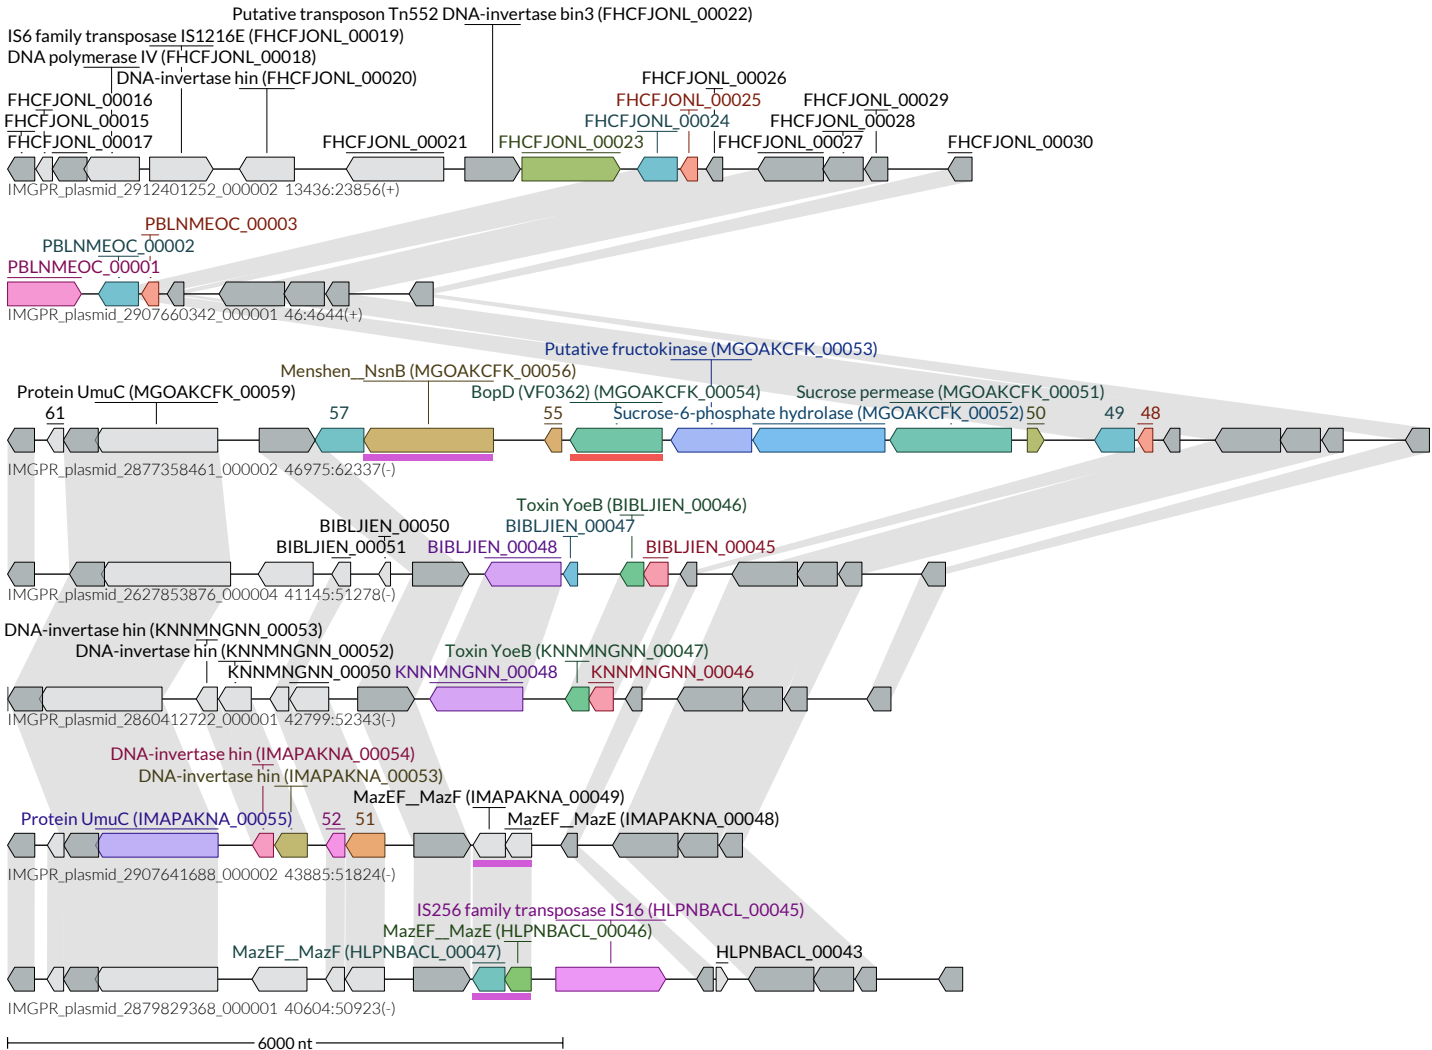 Putative transposon Tn552 DNA-invertase bin3 (FHCFJONL_00022)
IS6 family transposase IS1216E (FHCFJONL_00019)
DNA polymerase IV (FHCFJONL_00018)
DNA-invertase hin (FHCFJONL_00020) FHCFJONL_00026
FHCFJONL_00016 FHCFJONL_00025 FHCFJONL_00029
FHCFJONL_00015 FHCFJONL_00024 FHCFJONL_00028
FHCFJONL_00017 FHCFJONL_00021 FHCFJONL_00023 FHCFJONL_00027 FHCFJONL_00030
IMGPR_plasmid_2912401252_000002 13436:23856(+)
PBLNMEOC_00003
PBLNMEOC_00002
PBLNMEOC_00001
IMGPR_plasmid_2907660342_000001 46:4644(+)
Putative fructokinase (MGOAKCFK_00053)
Menshen__NsnB (MGOAKCFK_00056)
Protein UmuC (MGOAKCFK_00059) BopD (VF0362) (MGOAKCFK_00054) Sucrose permease (MGOAKCFK_00051)
61 57 55 Sucrose-6-phosphate hydrolase (MGOAKCFK_00052) 50 49 48
IMGPR_plasmid_2877358461_000002 46975:62337(-)
Toxin YoeB (BIBLJIEN_00046)
BIBLJIEN_00050 BIBLJIEN_00047
BIBLJIEN_00051 BIBLJIEN_00048 BIBLJIEN_00045
IMGPR_plasmid_2627853876_000004 41145:51278(-)
DNA-invertase hin (KNNMNGNN_00053)
DNA-invertase hin (KNNMNGNN_00052) Toxin YoeB (KNNMNGNN_00047)
KNNMNGNN_00050 KNNMNGNN_00048 KNNMNGNN_00046
IMGPR_plasmid_2860412722_000001 42799:52343(-)
DNA-invertase hin (IMAPAKNA_00054)
DNA-invertase hin (IMAPAKNA_00053)
MazEF__MazF (IMAPAKNA_00049)
Protein UmuC (IMAPAKNA_00055) 52 51 MazEF__MazE (IMAPAKNA_00048)
IMGPR_plasmid_2907641688_000002 43885:51824(-)
IS256 family transposase IS16 (HLPNBACL_00045)
MazEF__MazE (HLPNBACL_00046)
MazEF__MazF (HLPNBACL_00047) HLPNBACL_00043
IMGPR_plasmid_2879829368_000001 40604:50923(-)
6000 nt